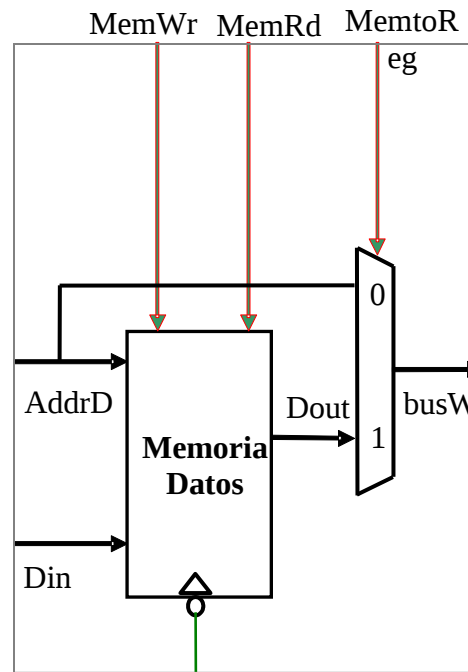 MemWr
MemRd
MemtoR
eg
0
AddrD
Dout
busW
1
Memoria
Datos
Din